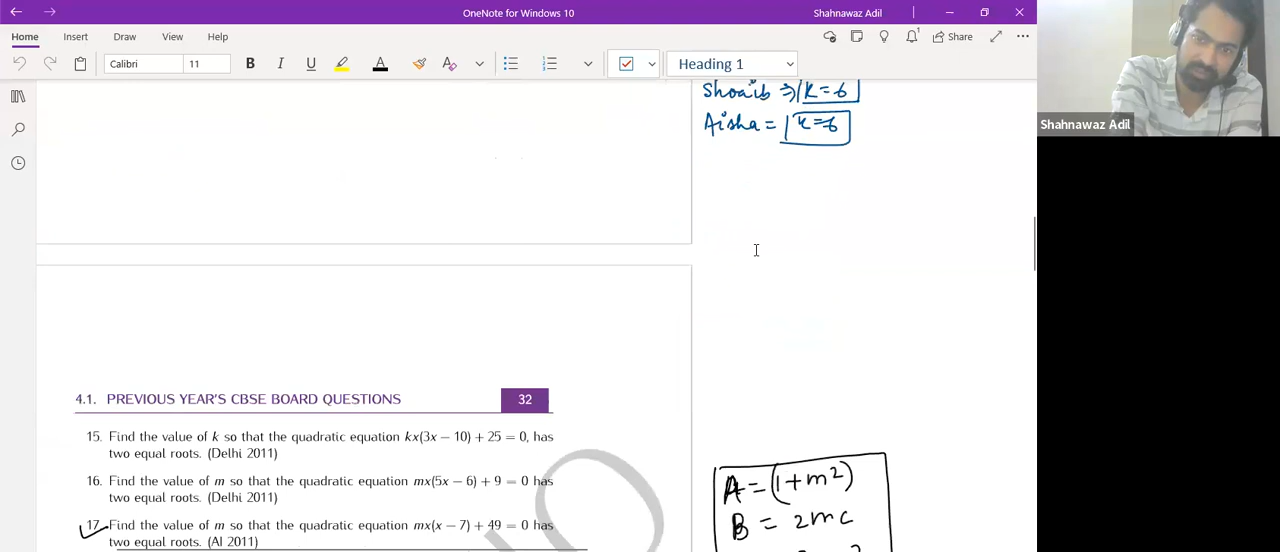 OneNote for Windows 10
Shahnawaz Adil
Home Insert Draw View Help
Share
Calibri 11 B I U A Heading 1
Shoaib ⇒ k = 6
Aisha = k = 6
Shahnawaz Adil
4.1. PREVIOUS YEAR'S CBSE BOARD QUESTIONS 32
15. Find the value of k so that the quadratic equation kx(3x − 10) + 25 = 0, has
two equal roots. (Delhi 2011)
16. Find the value of m so that the quadratic equation mx(5x − 6) + 9 = 0 has
two equal roots. (Delhi 2011)
17. Find the value of m so that the quadratic equation mx(x − 7) + 49 = 0 has
two equal roots. (AI 2011)
A = (1 + m²)
B = 2mc